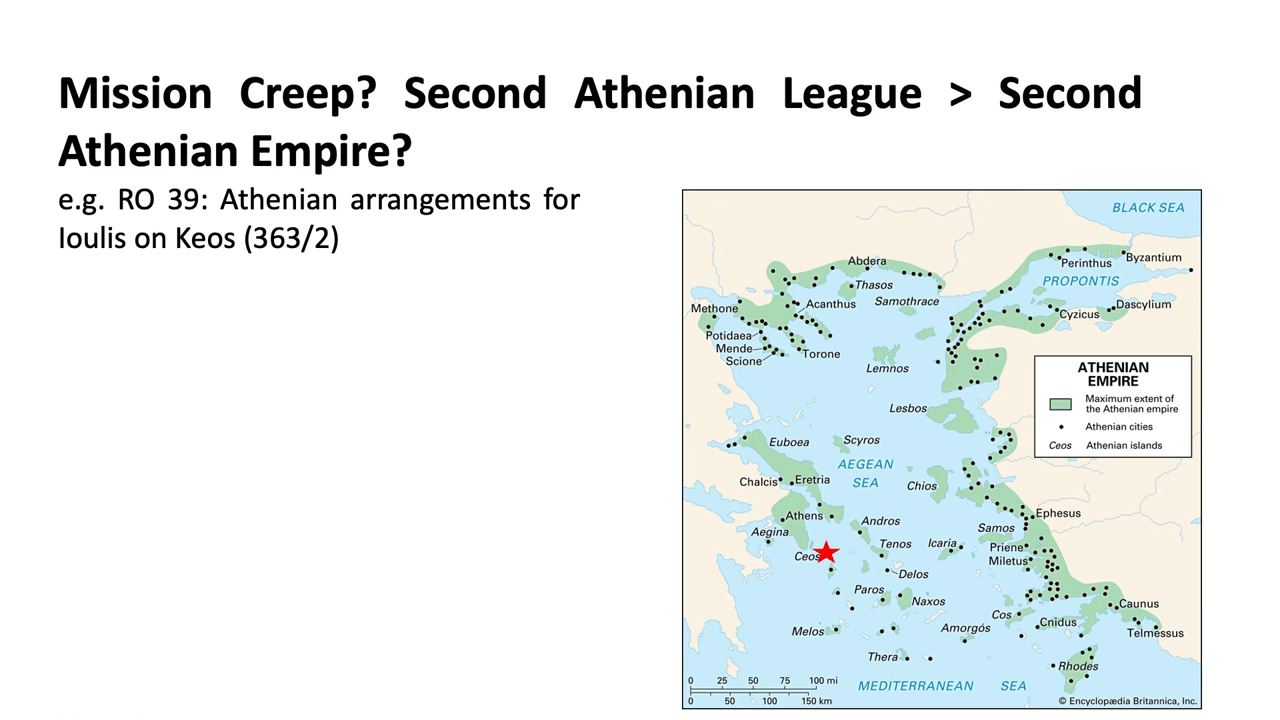 Mission Creep? Second Athenian League > Second
Athenian Empire?
e.g. RO 39: Athenian arrangements for
Ioulis on Keos (363/2)
BLACK SEA
Abdera
Perinthus
Byzantium
PROPONTIS
Thasos
Samothrace
Methone
Acanthus
Cyzicus
Dascylium
Potidaea
Mende
Scione
Torone
Lemnos
ATHENIAN
EMPIRE
Maximum extent of
the Athenian empire
Athenian cities
Ceos Athenian islands
Lesbos
Euboea
Scyros
AEGEAN
SEA
Chalcis
Eretria
Chios
Athens
Andros
Ephesus
Aegina
Samos
Ceos
Tenos
Icaria
Priene
Miletus
Delos
Paros
Naxos
Caunus
Cos
Cnidus
Melos
Amorgós
Telmessus
Thera
Rhodes
0 25 50 75 100 mi
0 50 100 150 km
MEDITERRANEAN SEA
© Encyclopædia Britannica, Inc.